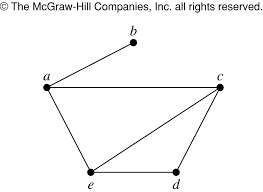 © The McGraw-Hill Companies, Inc. all rights reserved.
b
a
c
e
d